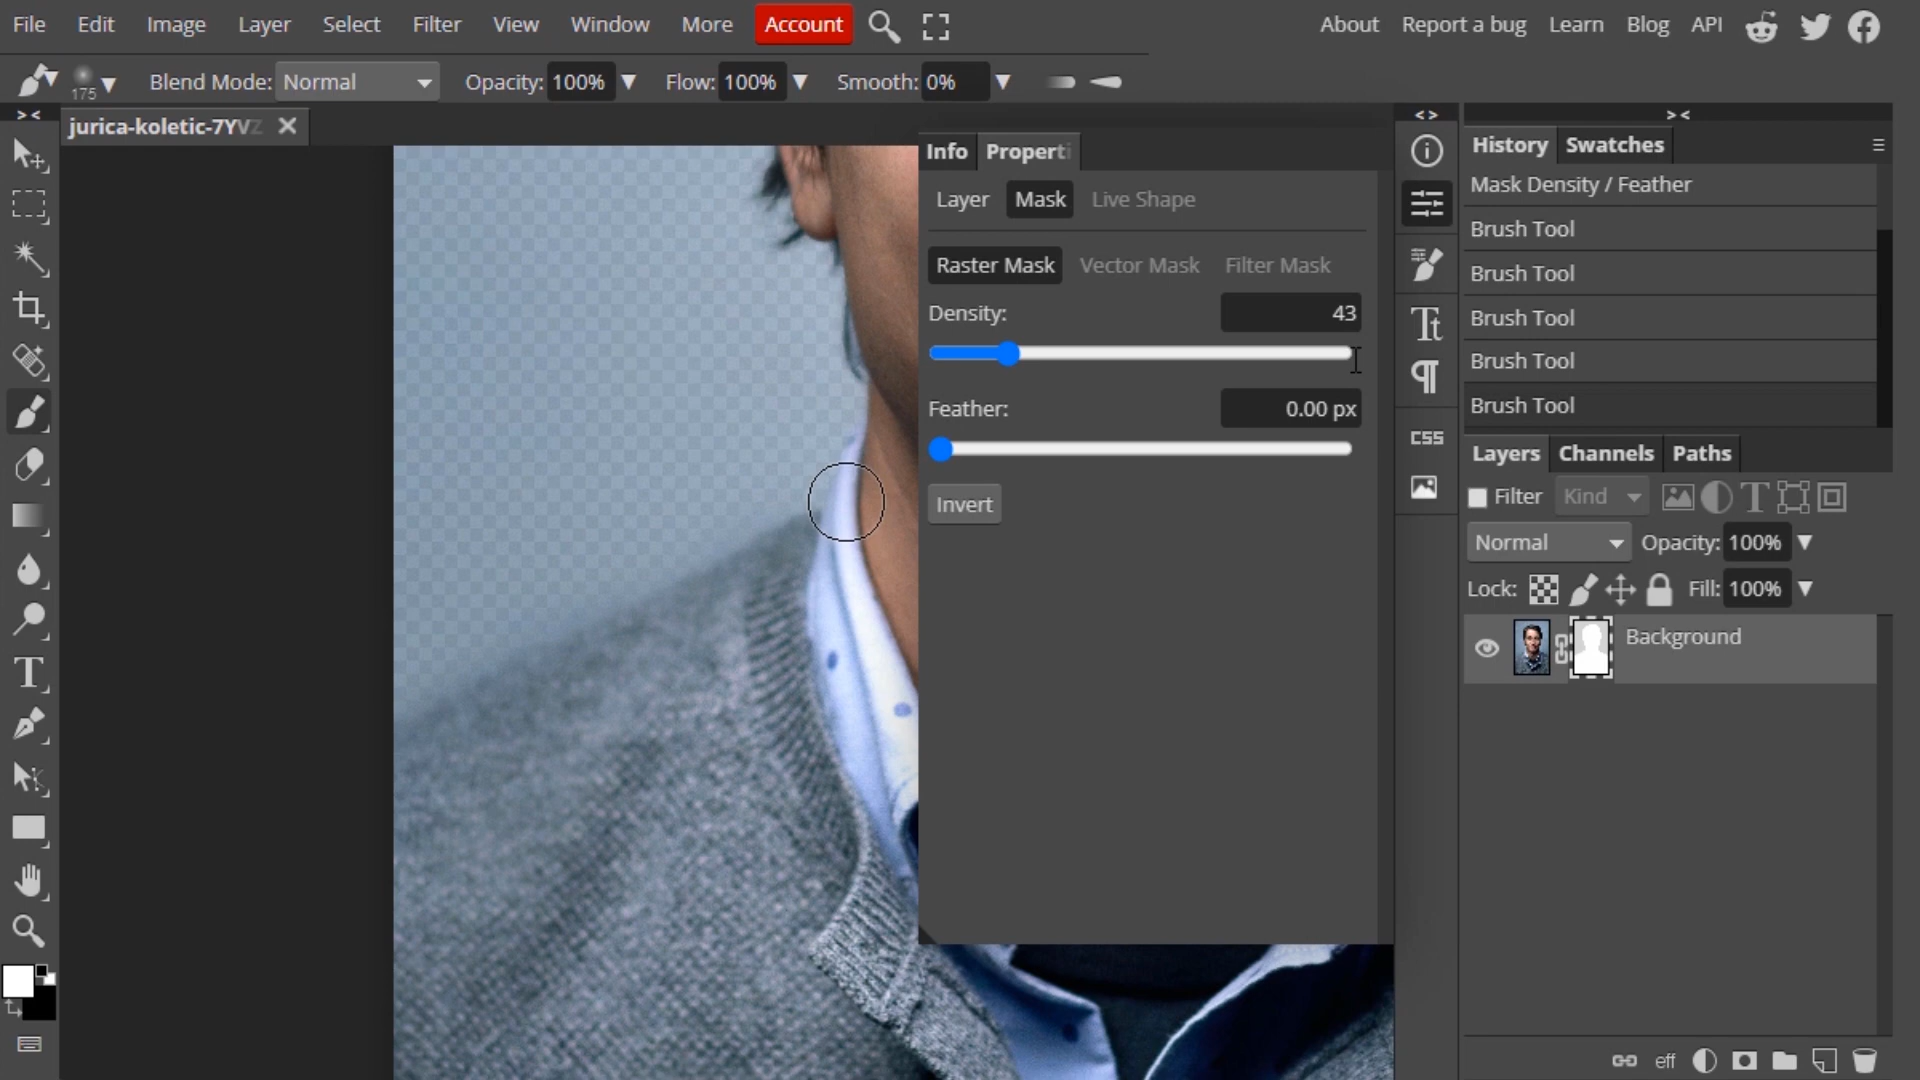 File Edit Image Layer Select Filter View Window More Account About Report a bug Learn Blog API
175 Blend Mode: Normal Opacity: 100% Flow: 100% Smooth: 0%
jurica-koletic-7YVZ
Info Properti
Layer Mask Live Shape
Raster Mask Vector Mask Filter Mask
Density: 43
Feather: 0.00 px
Invert
Tt
CSS
History Swatches
Mask Density / Feather
Brush Tool
Brush Tool
Brush Tool
Brush Tool
Brush Tool
Layers Channels Paths
Filter Kind
Normal Opacity: 100%
Lock: Fill: 100%
Background
eff